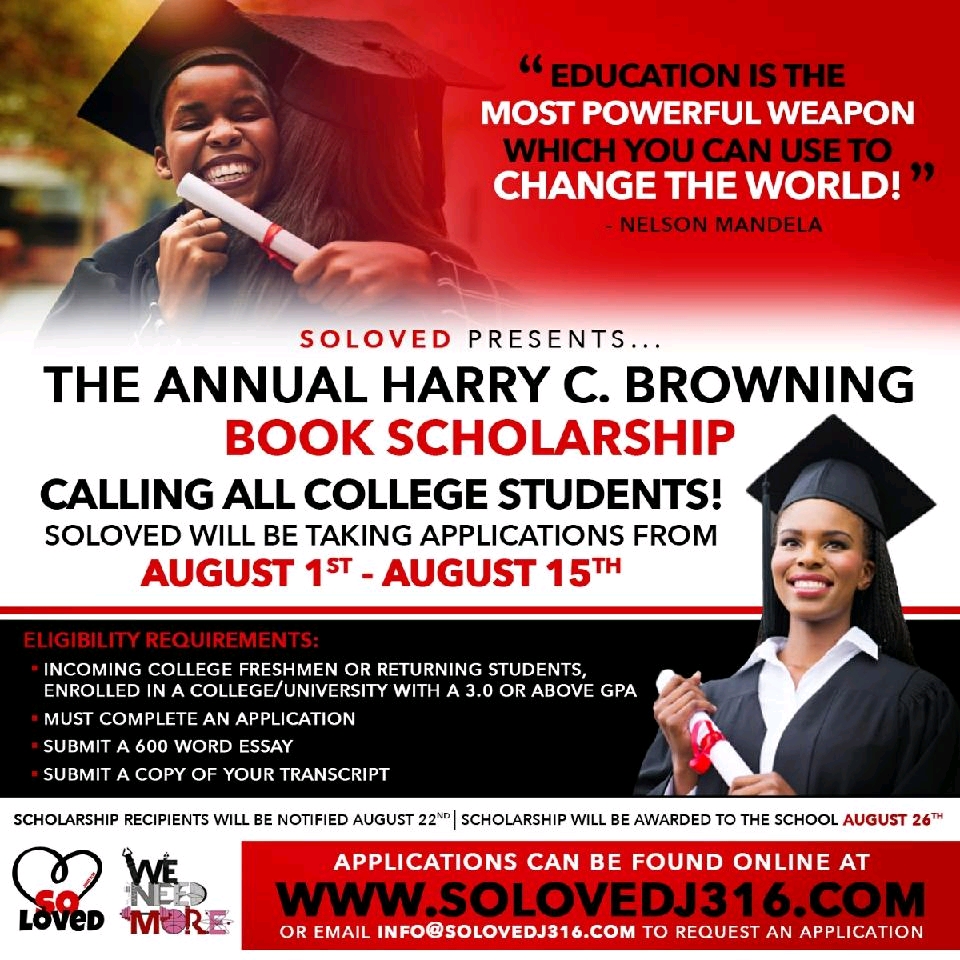 “ EDUCATION IS THE
MOST POWERFUL WEAPON
WHICH YOU CAN USE TO
CHANGE THE WORLD! ”
- NELSON MANDELA
SOLOVED PRESENTS...
THE ANNUAL HARRY C. BROWNING
BOOK SCHOLARSHIP
CALLING ALL COLLEGE STUDENTS!
SOLOVED WILL BE TAKING APPLICATIONS FROM
AUGUST 1ST - AUGUST 15TH
ELIGIBILITY REQUIREMENTS:
▪ INCOMING COLLEGE FRESHMEN OR RETURNING STUDENTS,
ENROLLED IN A COLLEGE/UNIVERSITY WITH A 3.0 OR ABOVE GPA
▪ MUST COMPLETE AN APPLICATION
▪ SUBMIT A 600 WORD ESSAY
▪ SUBMIT A COPY OF YOUR TRANSCRIPT
SCHOLARSHIP RECIPIENTS WILL BE NOTIFIED AUGUST 22ND | SCHOLARSHIP WILL BE AWARDED TO THE SCHOOL AUGUST 26TH
SO
LOVED
WE
NEED
MORE
APPLICATIONS CAN BE FOUND ONLINE AT
WWW.SOLOVEDJ316.COM
OR EMAIL INFO@SOLOVEDJ316.COM TO REQUEST AN APPLICATION